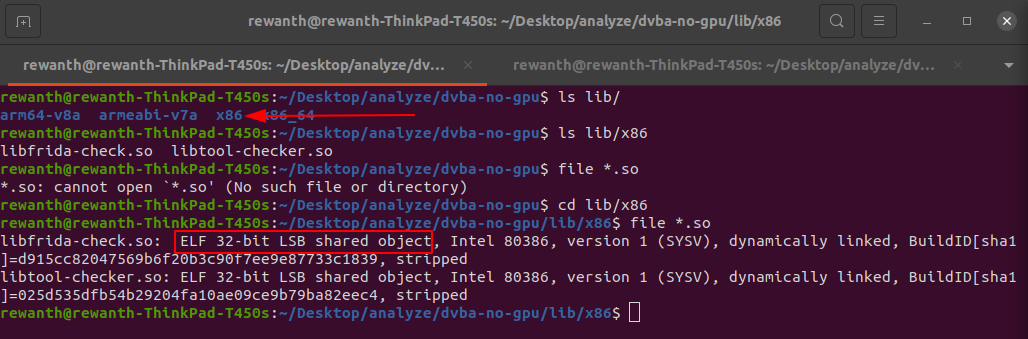 rewanth@rewanth-ThinkPad-T450s: ~/Desktop/analyze/dvba-no-gpu/lib/x86
rewanth@rewanth-ThinkPad-T450s: ~/Desktop/analyze/dv... × rewanth@rewanth-ThinkPad-T450s: ~/Desktop/analyze/dv... ×
rewanth@rewanth-ThinkPad-T450s:~/Desktop/analyze/dvba-no-gpu$ ls lib/
arm64-v8a armeabi-v7a x86 x86_64
rewanth@rewanth-ThinkPad-T450s:~/Desktop/analyze/dvba-no-gpu$ ls lib/x86
libfrida-check.so libtool-checker.so
rewanth@rewanth-ThinkPad-T450s:~/Desktop/analyze/dvba-no-gpu$ file *.so
*.so: cannot open `*.so' (No such file or directory)
rewanth@rewanth-ThinkPad-T450s:~/Desktop/analyze/dvba-no-gpu$ cd lib/x86
rewanth@rewanth-ThinkPad-T450s:~/Desktop/analyze/dvba-no-gpu/lib/x86$ file *.so
libfrida-check.so: ELF 32-bit LSB shared object, Intel 80386, version 1 (SYSV), dynamically linked, BuildID[sha1
]=d915cc82047569b6f20b3c90f7ee9e87733c1839, stripped
libtool-checker.so: ELF 32-bit LSB shared object, Intel 80386, version 1 (SYSV), dynamically linked, BuildID[sha1
]=025d535dfb54b29204fa10ae09ce9b79ba82eec4, stripped
rewanth@rewanth-ThinkPad-T450s:~/Desktop/analyze/dvba-no-gpu/lib/x86$